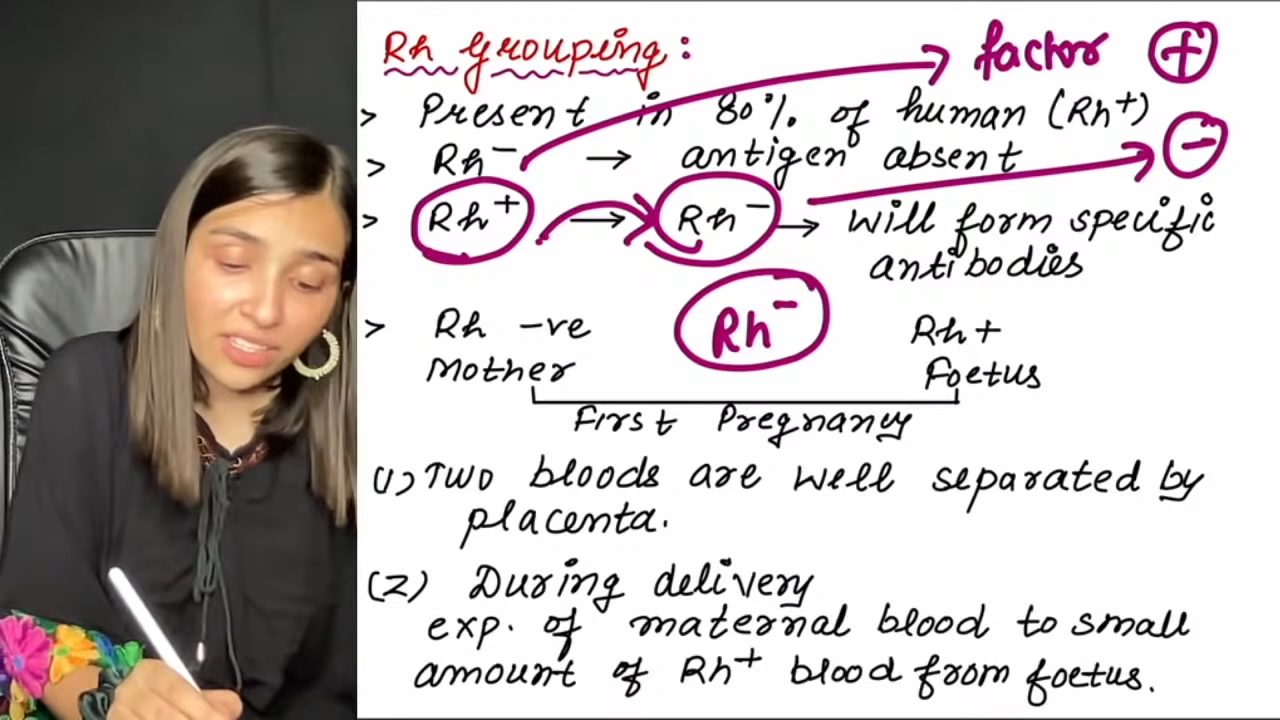 Rh grouping:
factor +
> Present in 80% of human (Rh+)
> Rh- → antigen absent -
> Rh+ → Rh- → will form specific
antibodies
Rh-
> Rh -ve Rh+
Mother Foetus
First Pregnancy
(1) Two bloods are well separated by
placenta.
(2) During delivery
exp. of maternal blood to small
amount of Rh+ blood from foetus.